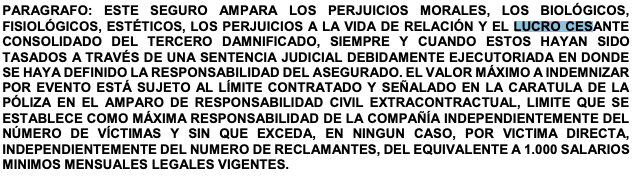 PARAGRAFO: ESTE SEGURO AMPARA LOS PERJUICIOS MORALES, LOS BIOLÓGICOS,
FISIOLÓGICOS, ESTÉTICOS, LOS PERJUICIOS A LA VIDA DE RELACIÓN Y EL LUCRO CESANTE
CONSOLIDADO DEL TERCERO DAMNIFICADO, SIEMPRE Y CUANDO ESTOS HAYAN SIDO
TASADOS A TRAVÉS DE UNA SENTENCIA JUDICIAL DEBIDAMENTE EJECUTORIADA EN DONDE
SE HAYA DEFINIDO LA RESPONSABILIDAD DEL ASEGURADO. EL VALOR MÁXIMO A INDEMNIZAR
POR EVENTO ESTÁ SUJETO AL LÍMITE CONTRATADO Y SEÑALADO EN LA CARATULA DE LA
PÓLIZA EN EL AMPARO DE RESPONSABILIDAD CIVIL EXTRACONTRACTUAL, LIMITE QUE SE
ESTABLECE COMO MÁXIMA RESPONSABILIDAD DE LA COMPAÑÍA INDEPENDIENTEMENTE DEL
NÚMERO DE VÍCTIMAS Y SIN QUE EXCEDA, EN NINGUN CASO, POR VICTIMA DIRECTA,
INDEPENDIENTEMENTE DEL NUMERO DE RECLAMANTES, DEL EQUIVALENTE A 1.000 SALARIOS
MINIMOS MENSUALES LEGALES VIGENTES.